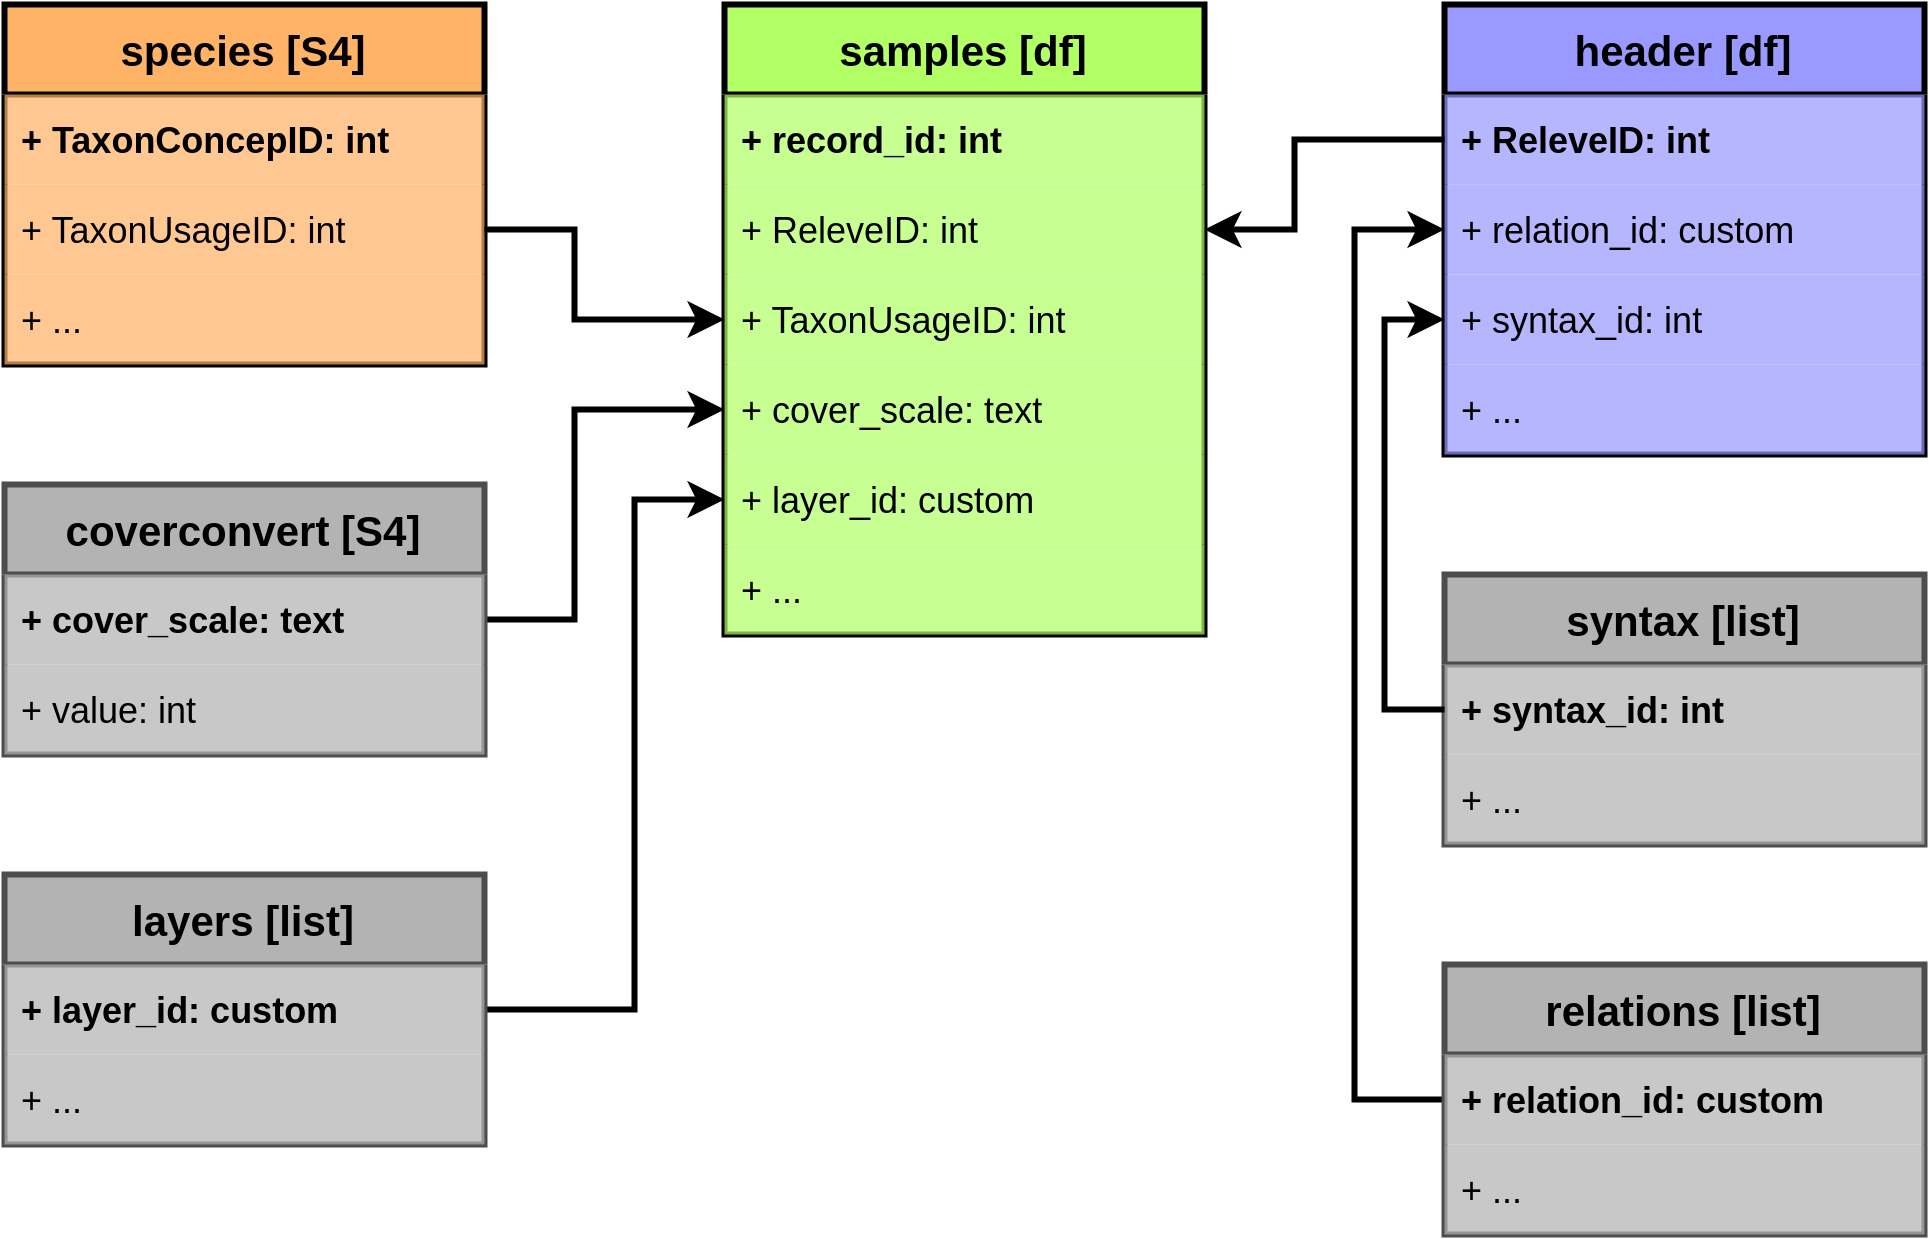 species [S4]
+ TaxonConcepID: int
+ TaxonUsageID: int
+ ...
coverconvert [S4]
+ cover_scale: text
+ value: int
layers [list]
+ layer_id: custom
+ ...
samples [df]
+ record_id: int
+ ReleveID: int
+ TaxonUsageID: int
+ cover_scale: text
+ layer_id: custom
+ ...
header [df]
+ ReleveID: int
+ relation_id: custom
+ syntax_id: int
+ ...
syntax [list]
+ syntax_id: int
+ ...
relations [list]
+ relation_id: custom
+ ...